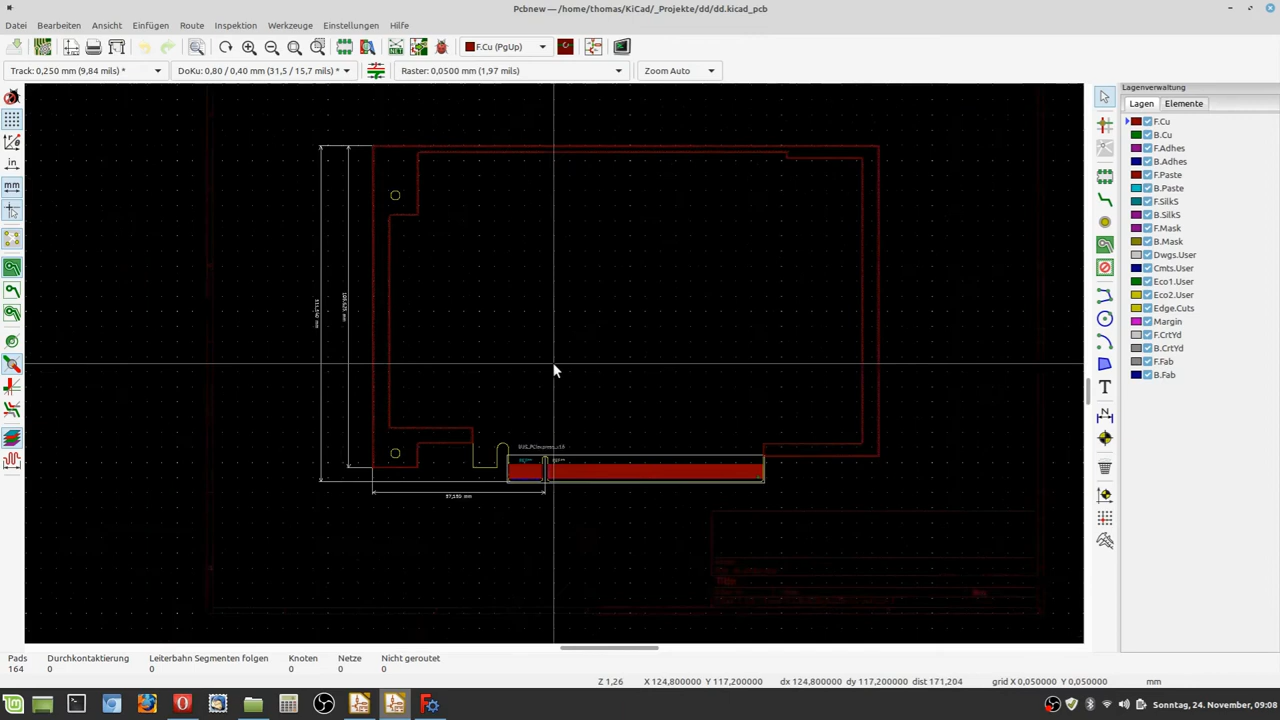 Pcbnew — /home/thomas/KiCad/_Projekte/dd/dd.kicad_pcb
Datei Bearbeiten Ansicht Einfügen Route Inspektion Werkzeuge Einstellungen Hilfe
F.Cu (PgUp)
Track: 0,250 mm (9,84 mils) * DoKu: 0,80 / 0,40 mm (31,5 / 15,7 mils) * Raster: 0,0500 mm (1,97 mils) Zoom Auto
Lagenverwaltung
Lagen Elemente
F.Cu
B.Cu
F.Adhes
B.Adhes
F.Paste
B.Paste
F.SilkS
B.SilkS
F.Mask
B.Mask
Dwgs.User
Cmts.User
Eco1.User
Eco2.User
Edge.Cuts
Margin
F.CrtYd
B.CrtYd
F.Fab
B.Fab
in
mm
57,150 mm
Pads Durchkontaktierung Leiterbahn Segmenten folgen Knoten Netze Nicht geroutet
164 0 0 0 0 0
Z 1,26 X 124,800000 Y 117,200000 dx 124,800000 dy 117,200000 dist 171,204 grid X 0,050000 Y 0,050000 mm
Sonntag, 24. November, 09:08